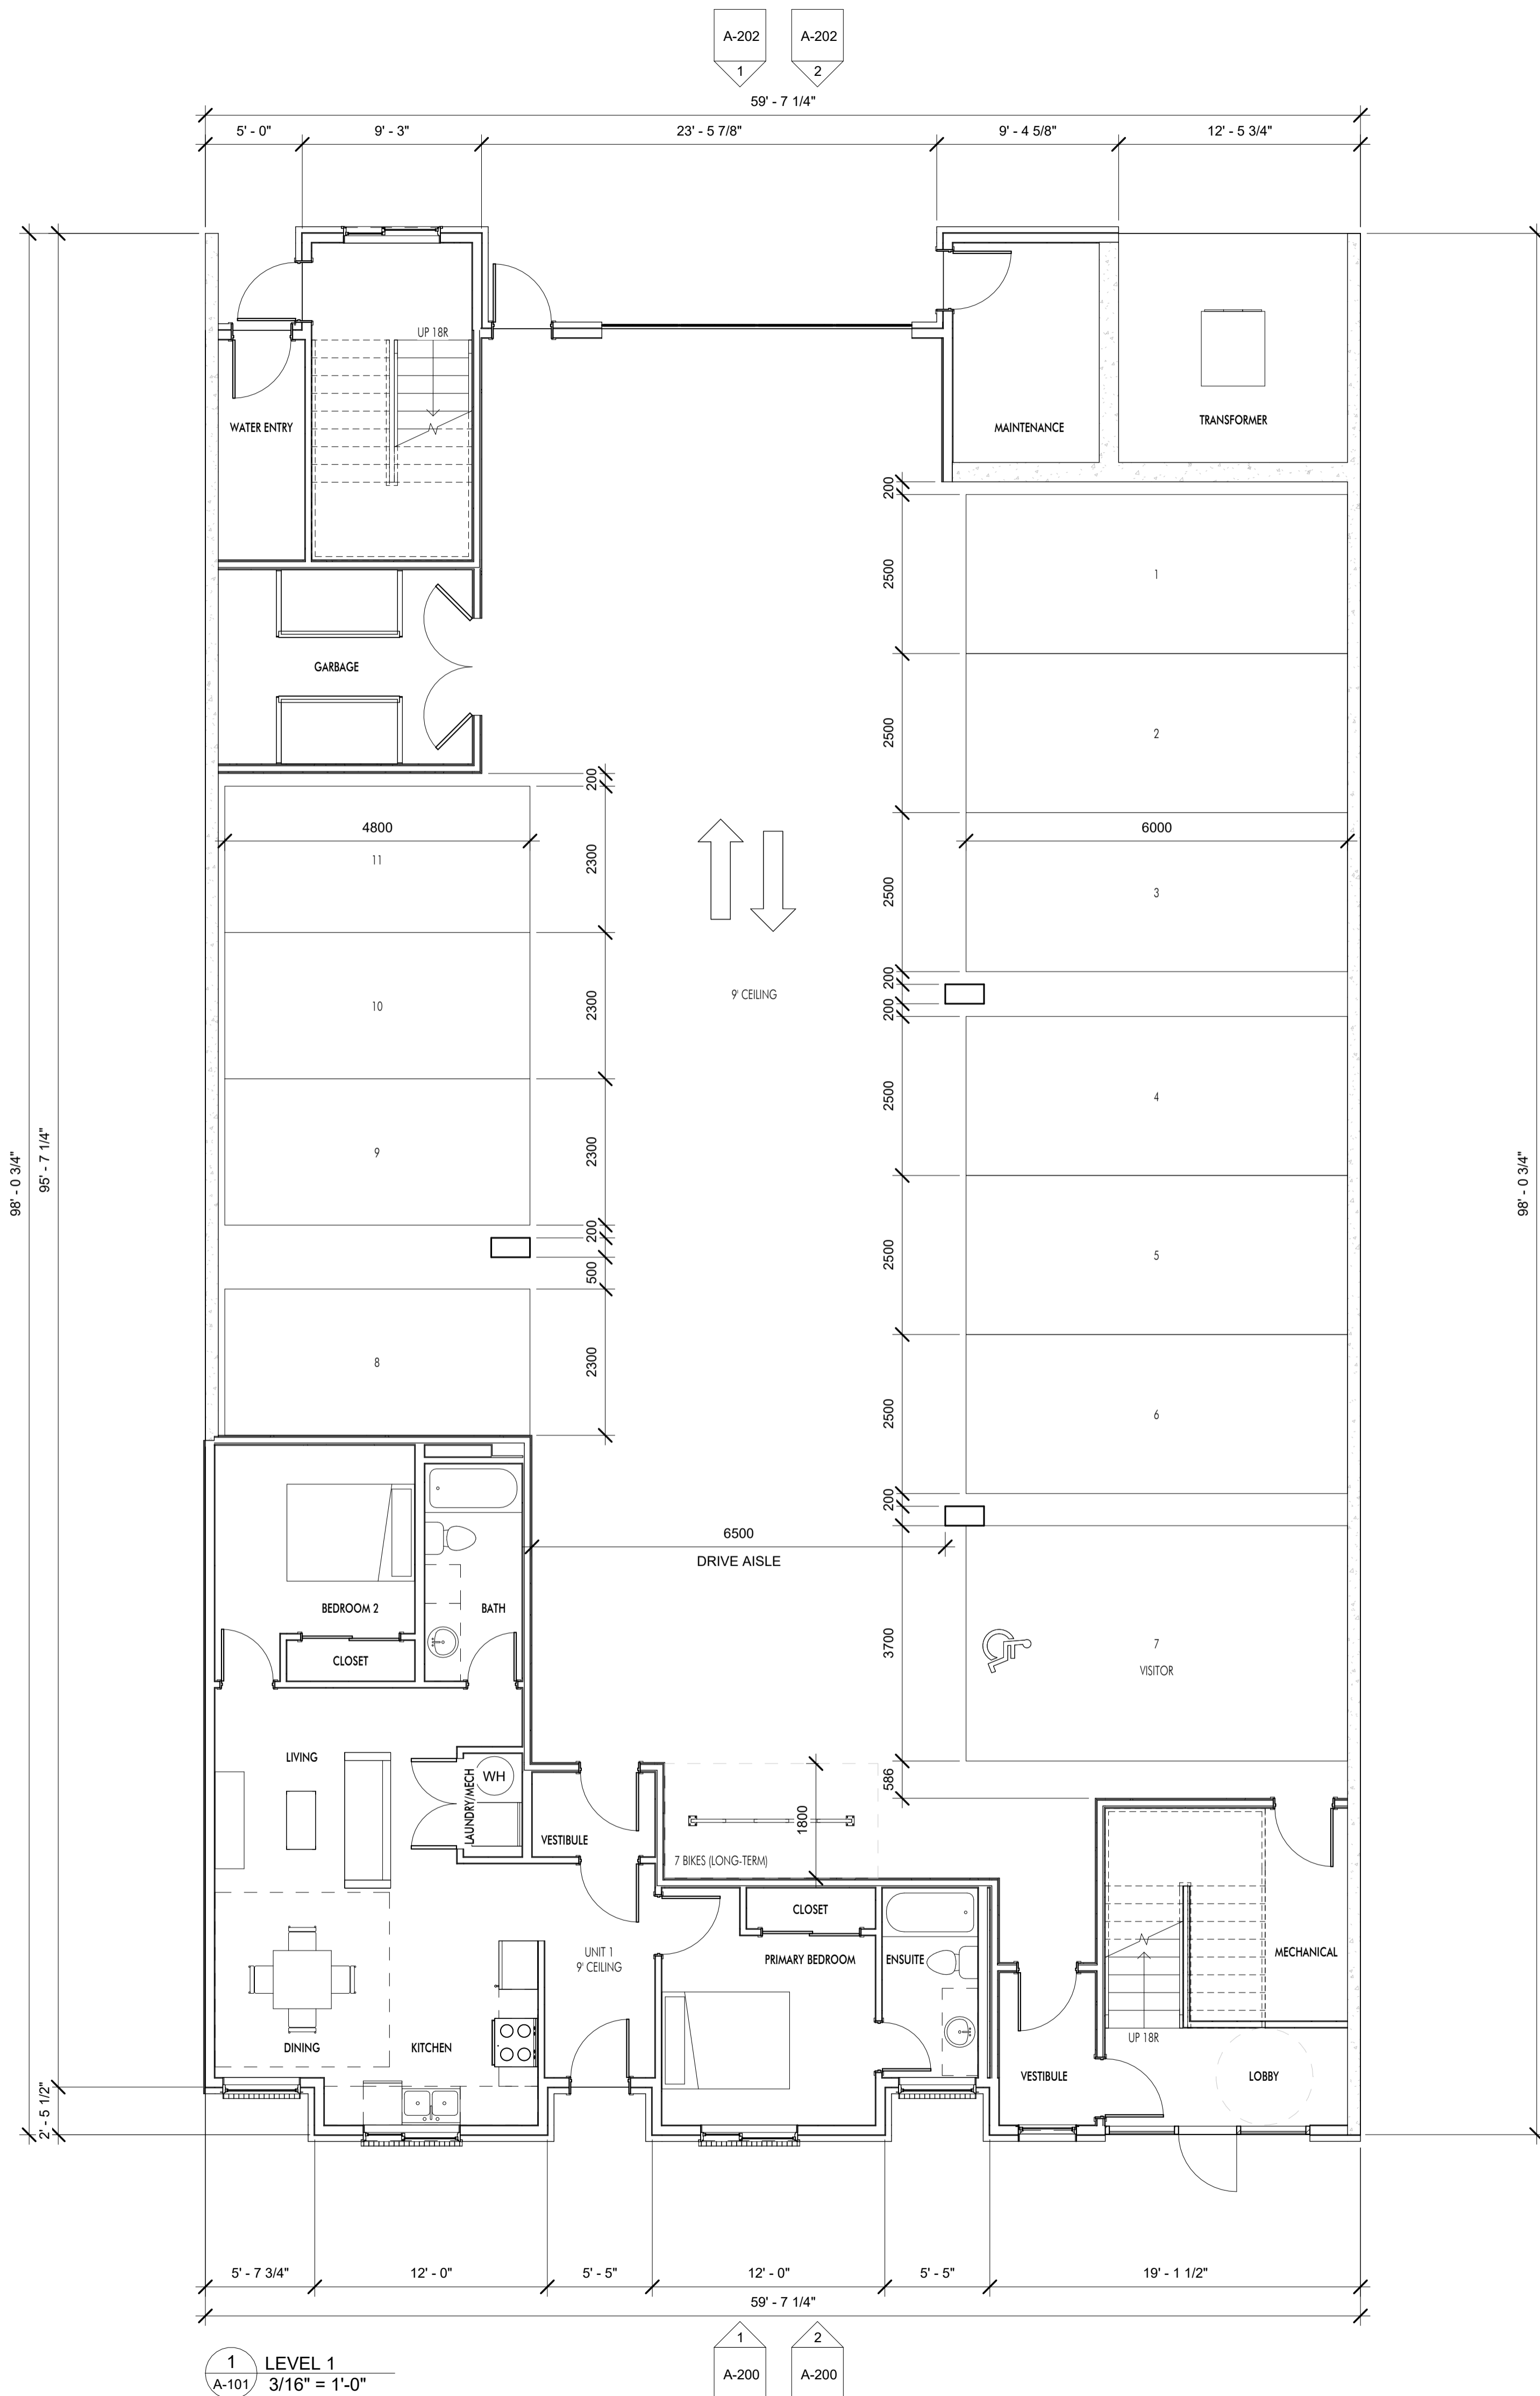 A-202 A-202
1 2
59' - 7 1/4"
5' - 0" 9' - 3" 23' - 5 7/8" 9' - 4 5/8" 12' - 5 3/4"
UP 18R
WATER ENTRY
MAINTENANCE
TRANSFORMER
200
2500
1
GARBAGE
2500
2
200
4800
6000
11
2300
2500
3
200
9' CEILING
10
2300
200
2500
4
98' - 0 3/4"
95' - 7 1/4"
98' - 0 3/4"
9
2300
200
500
2500
5
8
2300
2500
6
200
6500
DRIVE AISLE
BEDROOM 2
BATH
CLOSET
3700
7
VISITOR
LIVING
LAUNDRY/MECH
WH
586
1800
VESTIBULE
7 BIKES (LONG-TERM)
CLOSET
UNIT 1
9' CEILING
PRIMARY BEDROOM
ENSUITE
MECHANICAL
UP 18R
DINING
KITCHEN
VESTIBULE
LOBBY
2' - 5 1/2"
5' - 7 3/4" 12' - 0" 5' - 5" 12' - 0" 5' - 5" 19' - 1 1/2"
59' - 7 1/4"
1 2
A-200 A-200
1 LEVEL 1
A-101 3/16" = 1'-0"